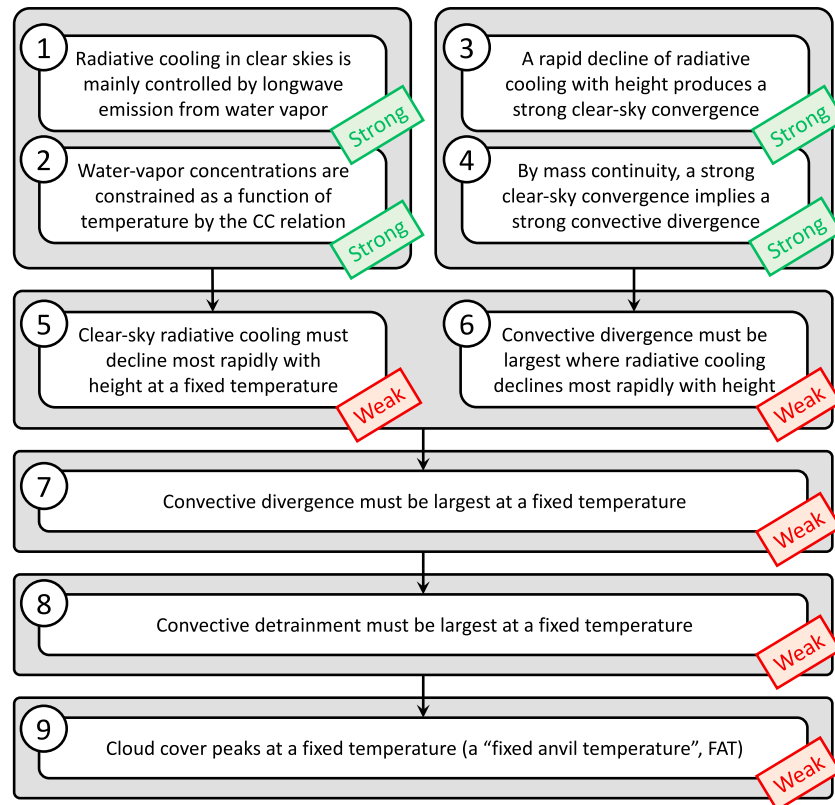 1
Radiative cooling in clear skies is
mainly controlled by longwave
emission from water vapor
Strong
2
Water-vapor concentrations are
constrained as a function of
temperature by the CC relation
Strong
3
A rapid decline of radiative
cooling with height produces a
strong clear-sky convergence
Strong
4
By mass continuity, a strong
clear-sky convergence implies a
strong convective divergence
Strong
5
Clear-sky radiative cooling must
decline most rapidly with
height at a fixed temperature
Weak
6
Convective divergence must be
largest where radiative cooling
declines most rapidly with height
Weak
7
Convective divergence must be largest at a fixed temperature
Weak
8
Convective detrainment must be largest at a fixed temperature
Weak
9
Cloud cover peaks at a fixed temperature (a “fixed anvil temperature”, FAT)
Weak